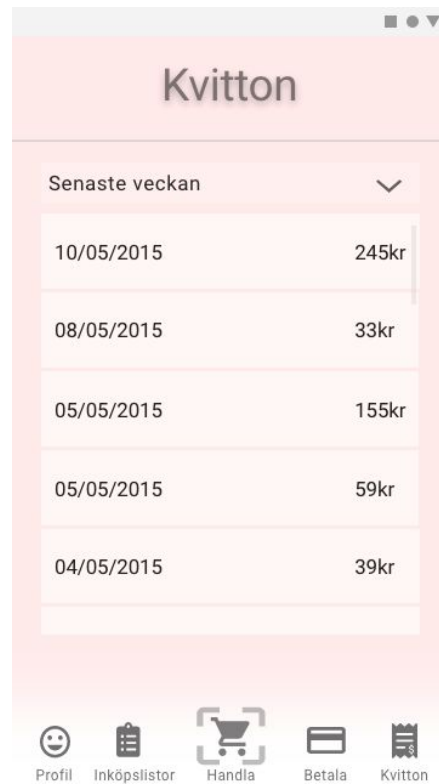 Kvitton
Senaste veckan
10/05/2015 245kr
08/05/2015 33kr
05/05/2015 155kr
05/05/2015 59kr
04/05/2015 39kr
Profil Inköpslistor Handla Betala Kvitton